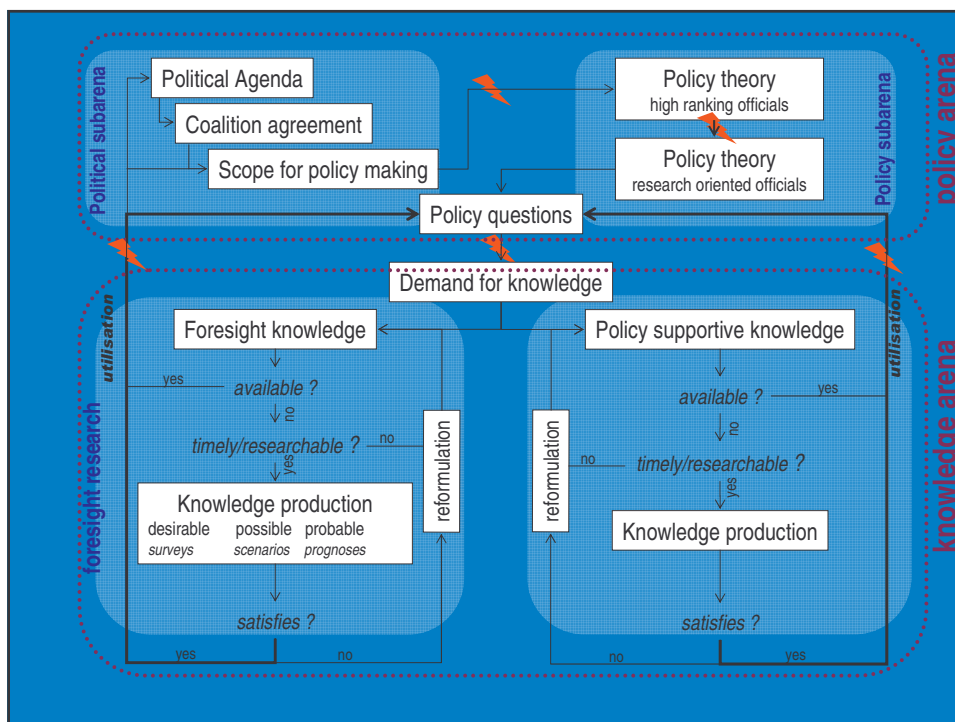 Political subarena
Political Agenda
Coalition agreement
Scope for policy making
Policy theory
high ranking officials
Policy theory
research oriented officials
Policy subarena
policy arena
Policy questions
Demand for knowledge
utilisation
utilisation
foresight research
Foresight knowledge
yes
available ?
no
timely/researchable ?
no
yes
reformulation
Knowledge production
desirable possible probable
surveys scenarios prognoses
satisfies ?
yes
no
Policy supportive knowledge
available ?
yes
no
no
timely/researchable ?
yes
reformulation
Knowledge production
satisfies ?
no
yes
knowledge arena